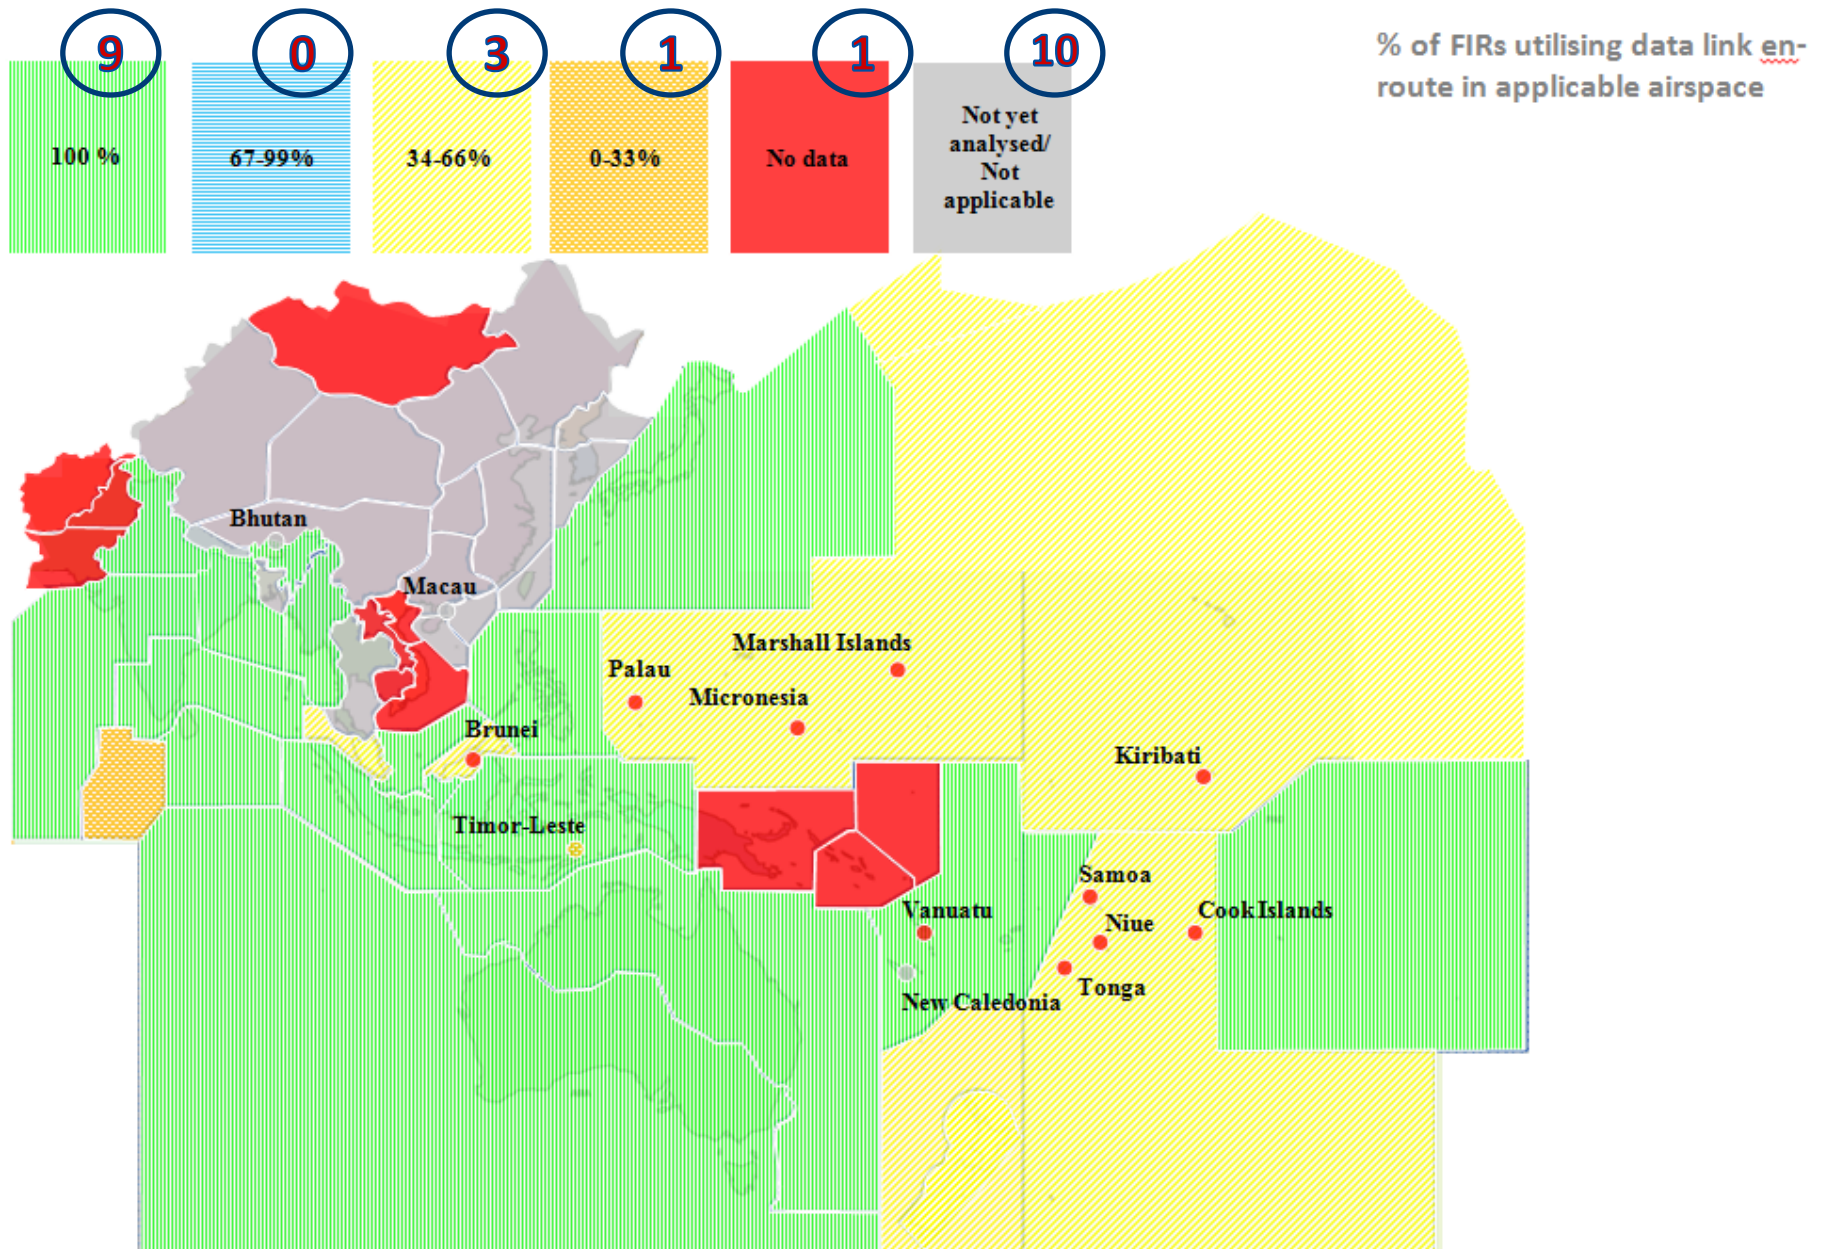 9
0
3
1
1
10
% of FIRs utilising data link en-
route in applicable airspace
100 %
67-99%
34-66%
0-33%
No data
Not yet
analysed/
Not
applicable
Bhutan
Macau
Marshall Islands
Palau
Micronesia
Brunei
Kiribati
Timor-Leste
Samoa
Vanuatu
Niue
Cook Islands
Tonga
New Caledonia